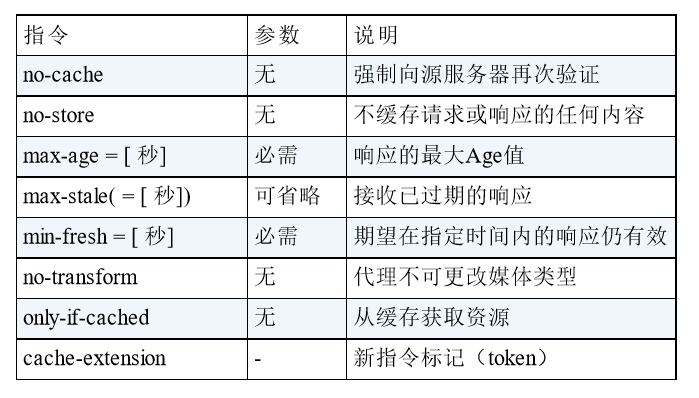 指令 参数 说明
no-cache 无 强制向源服务器再次验证
no-store 无 不缓存请求或响应的任何内容
max-age = [ 秒] 必需 响应的最大Age值
max-stale( = [ 秒]) 可省略 接收已过期的响应
min-fresh = [ 秒] 必需 期望在指定时间内的响应仍有效
no-transform 无 代理不可更改媒体类型
only-if-cached 无 从缓存获取资源
cache-extension - 新指令标记（token）